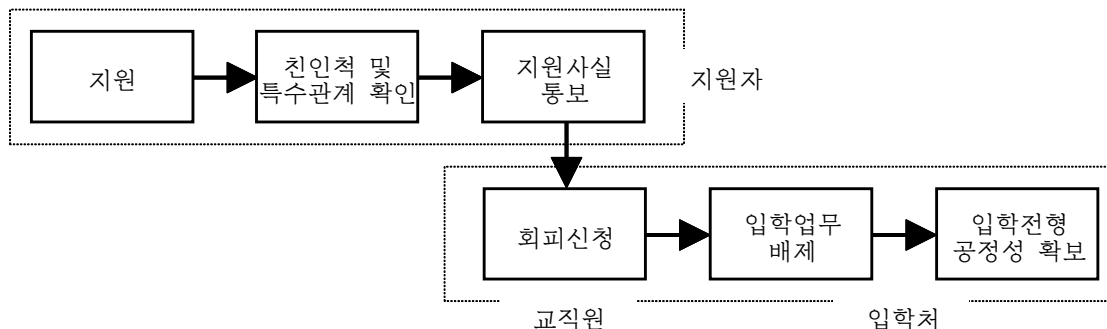 지원
친인척 및
특수관계 확인
지원사실
통보
지원자
회피신청
입학업무
배제
입학전형
공정성 확보
교직원
입학처